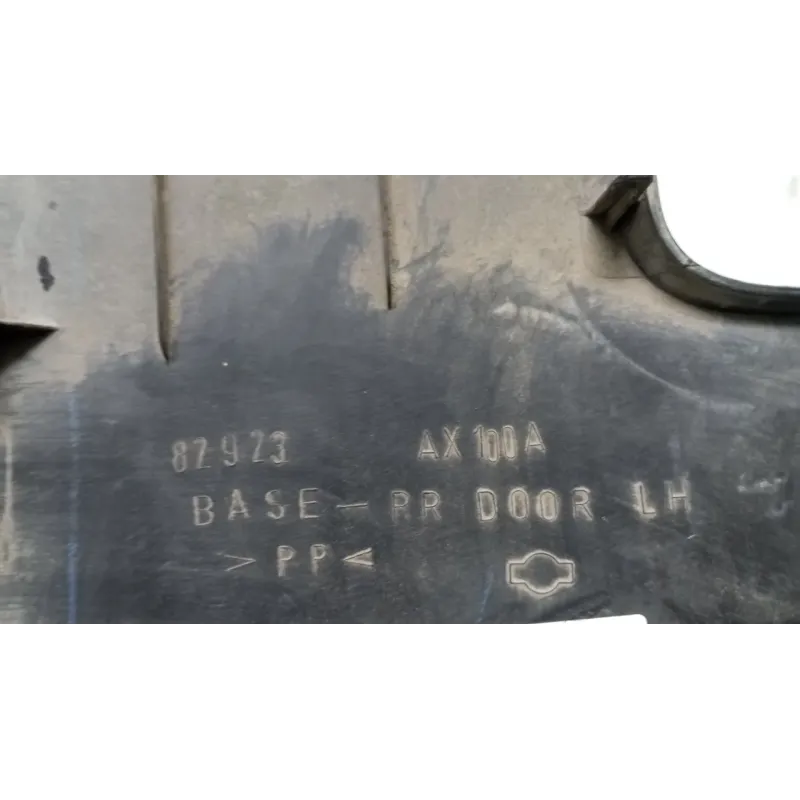 82923 AX100A
BASE-RR DOOR LH
>PP<